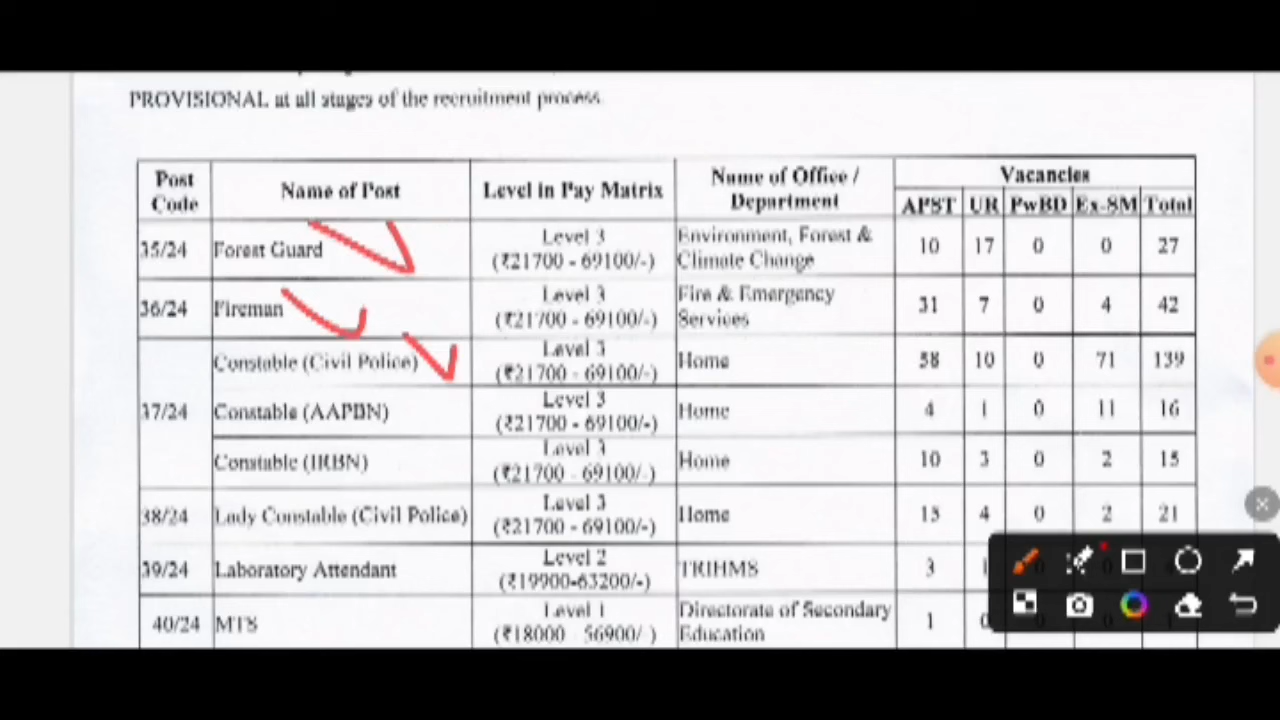 PROVISIONAL at all stages of the recruitment process.
Post Code Name of Post Level in Pay Matrix Name of Office / Department Vacancies
APST UR PwBD Ex-SM Total
35/24 Forest Guard Level 3 (₹21700 - 69100/-) Environment, Forest & Climate Change 10 17 0 0 27
36/24 Fireman Level 3 (₹21700 - 69100/-) Fire & Emergency Services 31 7 0 4 42
37/24 Constable (Civil Police) Level 3 (₹21700 - 69100/-) Home 58 10 0 71 139
Constable (AAPBN) Level 3 (₹21700 - 69100/-) Home 4 1 0 11 16
Constable (IRBN) Level 3 (₹21700 - 69100/-) Home 10 3 0 2 15
38/24 Lady Constable (Civil Police) Level 3 (₹21700 - 69100/-) Home 15 4 0 2 21
39/24 Laboratory Attendant Level 2 (₹19900-63200/-) TRIHMS 3
40/24 MTS Level 1 (₹18000 - 56900/-) Directorate of Secondary Education 1